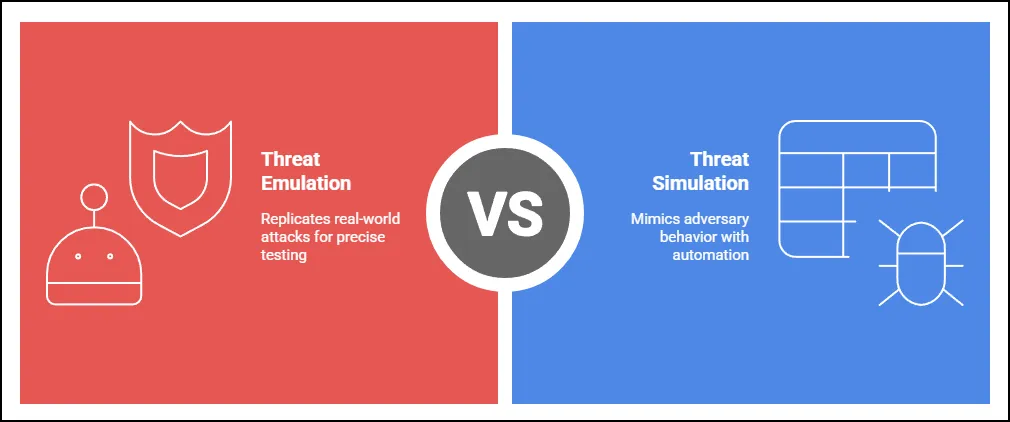 Threat
Emulation
Replicates real-world
attacks for precise
testing
VS
Threat
Simulation
Mimics adversary
behavior with
automation